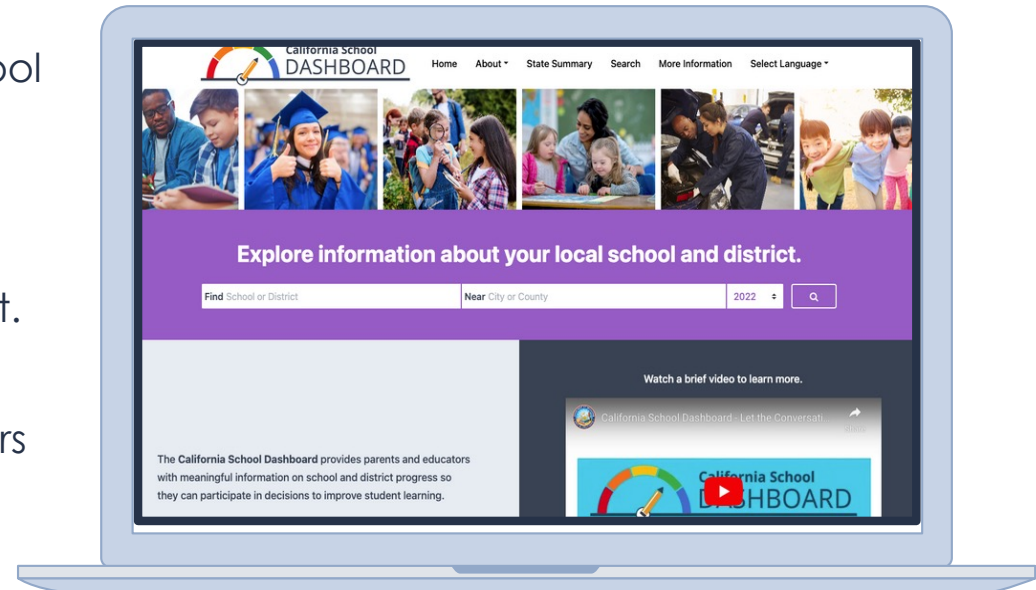 ool
t.
rs
California School
DASHBOARD
Home About State Summary Search More Information Select Language
Explore information about your local school and district.
Find School or District Near City or County 2022
The California School Dashboard provides parents and educators
with meaningful information on school and district progress so
they can participate in decisions to improve student learning.
Watch a brief video to learn more.
California School Dashboard - Let the Conversati
California School
DASHBOARD